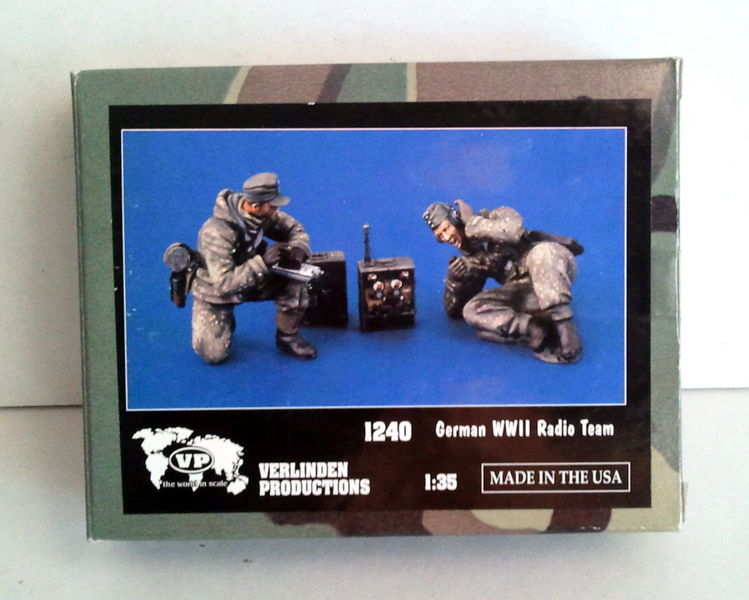 1240 German WWII Radio Team
VP
the world in scale
VERLINDEN
PRODUCTIONS
1:35
MADE IN THE USA